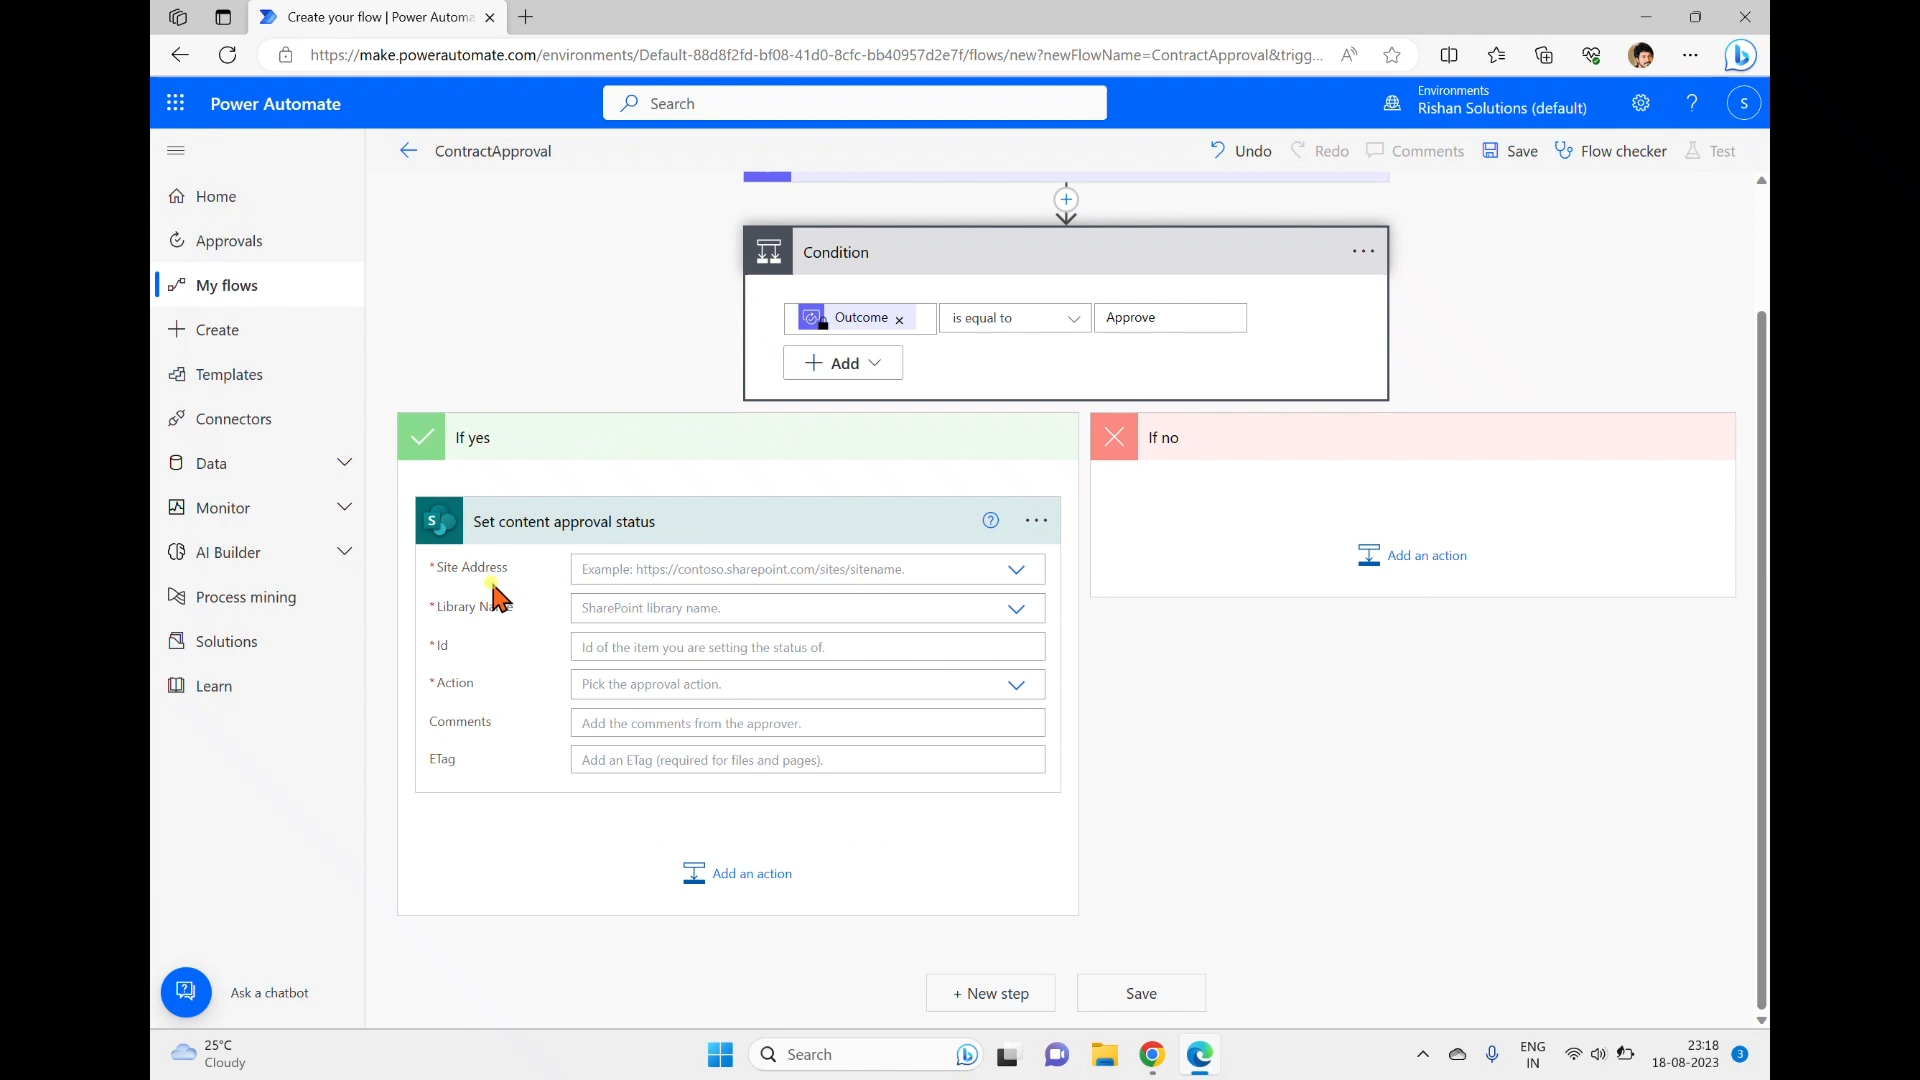 Create your flow | Power Automa
https://make.powerautomate.com/environments/Default-88d8f2fd-bf08-41d0-8cfc-bb40957d2e7f/flows/new?newFlowName=ContractApproval&trigg...
Power Automate
Search
Environments
Rishan Solutions (default)
S
ContractApproval
Undo
Redo
Comments
Save
Flow checker
Test
Home
Approvals
My flows
Create
Templates
Connectors
Data
Monitor
AI Builder
Process mining
Solutions
Learn
Ask a chatbot
Condition
Outcome
is equal to
Approve
Add
If yes
If no
Set content approval status
* Site Address
Example: https://contoso.sharepoint.com/sites/sitename.
* Library Name
SharePoint library name.
* Id
Id of the item you are setting the status of.
* Action
Pick the approval action.
Comments
Add the comments from the approver.
ETag
Add an ETag (required for files and pages).
Add an action
Add an action
+ New step
Save
25°C
Cloudy
Search
ENG
IN
23:18
18-08-2023
3